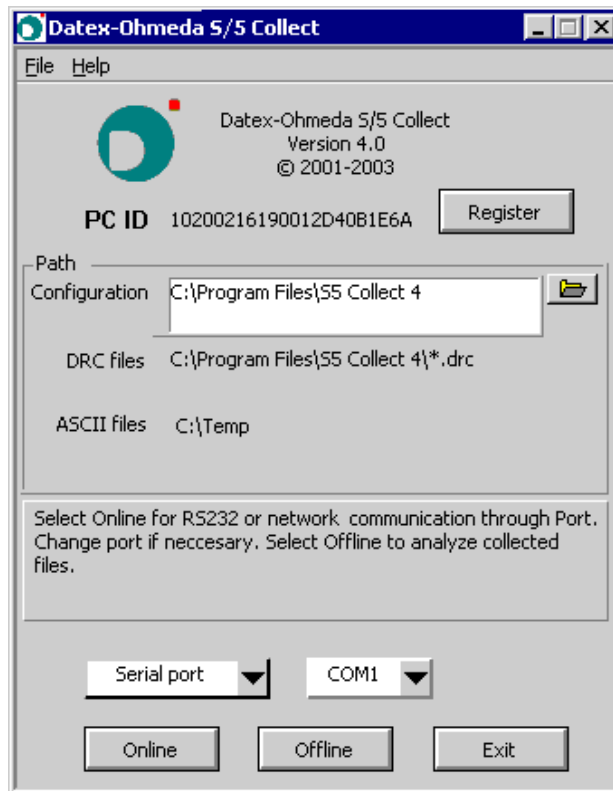 Datex-Ohmeda S/5 Collect
File Help
Datex-Ohmeda S/5 Collect
Version 4.0
© 2001-2003
PC ID 10200216190012D40B1E6A Register
Path
Configuration C:\Program Files\S5 Collect 4
DRC files C:\Program Files\S5 Collect 4\*.drc
ASCII files C:\Temp
Select Online for RS232 or network communication through Port.
Change port if neccesary. Select Offline to analyze collected
files.
Serial port COM1
Online Offline Exit